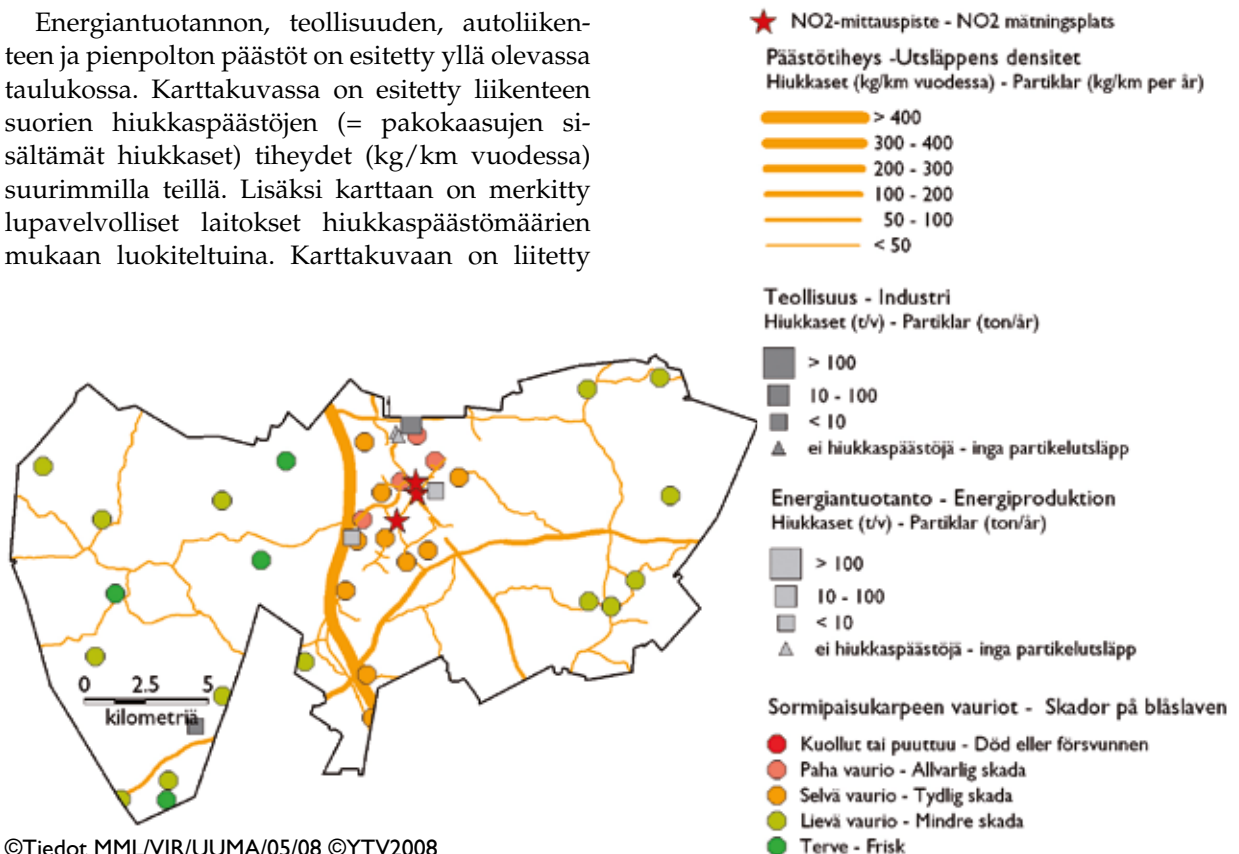 Energiantuotannon, teollisuuden, autoliiken-
teen ja pienpolton päästöt on esitetty yllä olevassa
taulukossa. Karttakuvassa on esitetty liikenteen
suorien hiukkaspäästöjen (= pakokaasujen si-
sältämät hiukkaset) tiheydet (kg/km vuodessa)
suurimmilla teillä. Lisäksi karttaan on merkitty
lupavelvolliset laitokset hiukkaspäästömäärien
mukaan luokiteltuina. Karttakuvaan on liitetty
NO2-mittauspiste - NO2 mätningsplats
Päästötiheys -Utsläppens densitet
Hiukkaset (kg/km vuodessa) - Partiklar (kg/km per år)
> 400
300 - 400
200 - 300
100 - 200
50 - 100
< 50
Teollisuus - Industri
Hiukkaset (t/v) - Partiklar (ton/år)
> 100
10 - 100
< 10
ei hiukkaspäästöjä - inga partikelutsläpp
Energiantuotanto - Energiproduktion
Hiukkaset (t/v) - Partiklar (ton/år)
> 100
10 - 100
< 10
ei hiukkaspäästöjä - inga partikelutsläpp
Sormipaisukarpeen vauriot - Skador på blåslaven
Kuollut tai puuttuu - Död eller försvunnen
Paha vaurio - Allvarlig skada
Selvä vaurio - Tydlig skada
Lievä vaurio - Mindre skada
Terve - Frisk
0 2.5 5
kilometriä
©Tiedot MML/VIR/UUMA/05/08 ©YTV2008